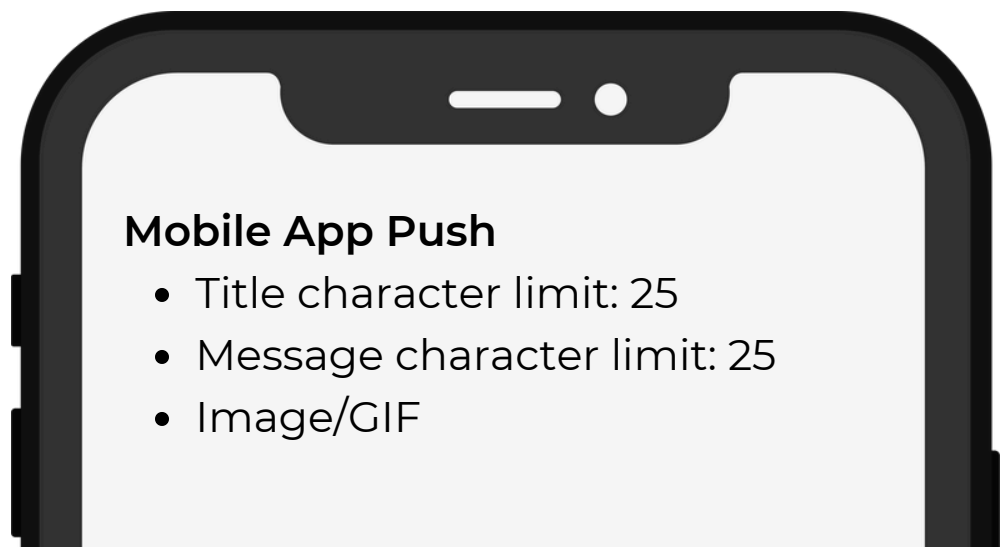 Mobile App Push
• Title character limit: 25
• Message character limit: 25
• Image/GIF